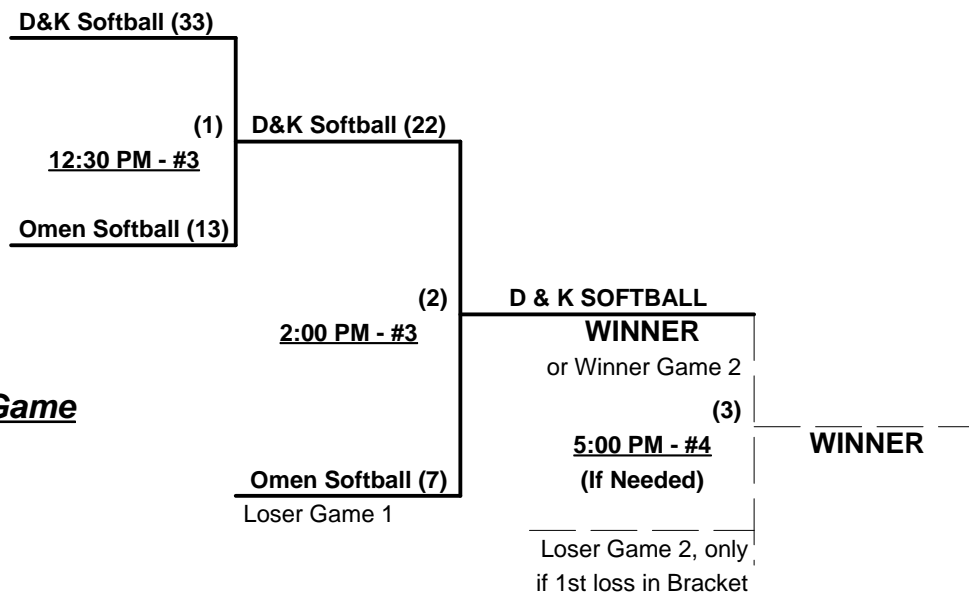 D&K Softball (33)
(1)
D&K Softball (22)
12:30 PM - #3
Omen Softball (13)
(2)
D & K SOFTBALL
2:00 PM - #3
WINNER
or Winner Game 2
Game
(3)
5:00 PM - #4
WINNER
(If Needed)
Omen Softball (7)
Loser Game 1
Loser Game 2, only
if 1st loss in Bracket